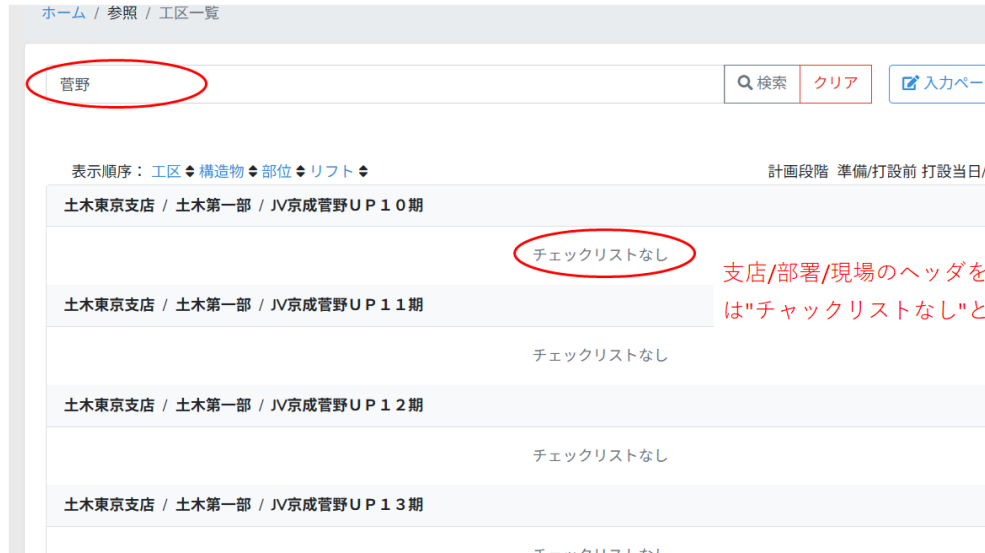 ホーム / 参照 / 工区一覧
菅野
検索 クリア 入力ペー
表示順序： 工区 構造物 部位 リフト
計画段階 準備/打設前 打設当日/
土木東京支店 / 土木第一部 / JV京成菅野ＵＰ１０期
チェックリストなし
支店/部署/現場のヘッダを
は"チャックリストなし"と
土木東京支店 / 土木第一部 / JV京成菅野ＵＰ１１期
チェックリストなし
土木東京支店 / 土木第一部 / JV京成菅野ＵＰ１２期
チェックリストなし
土木東京支店 / 土木第一部 / JV京成菅野ＵＰ１３期
チェックリストなし